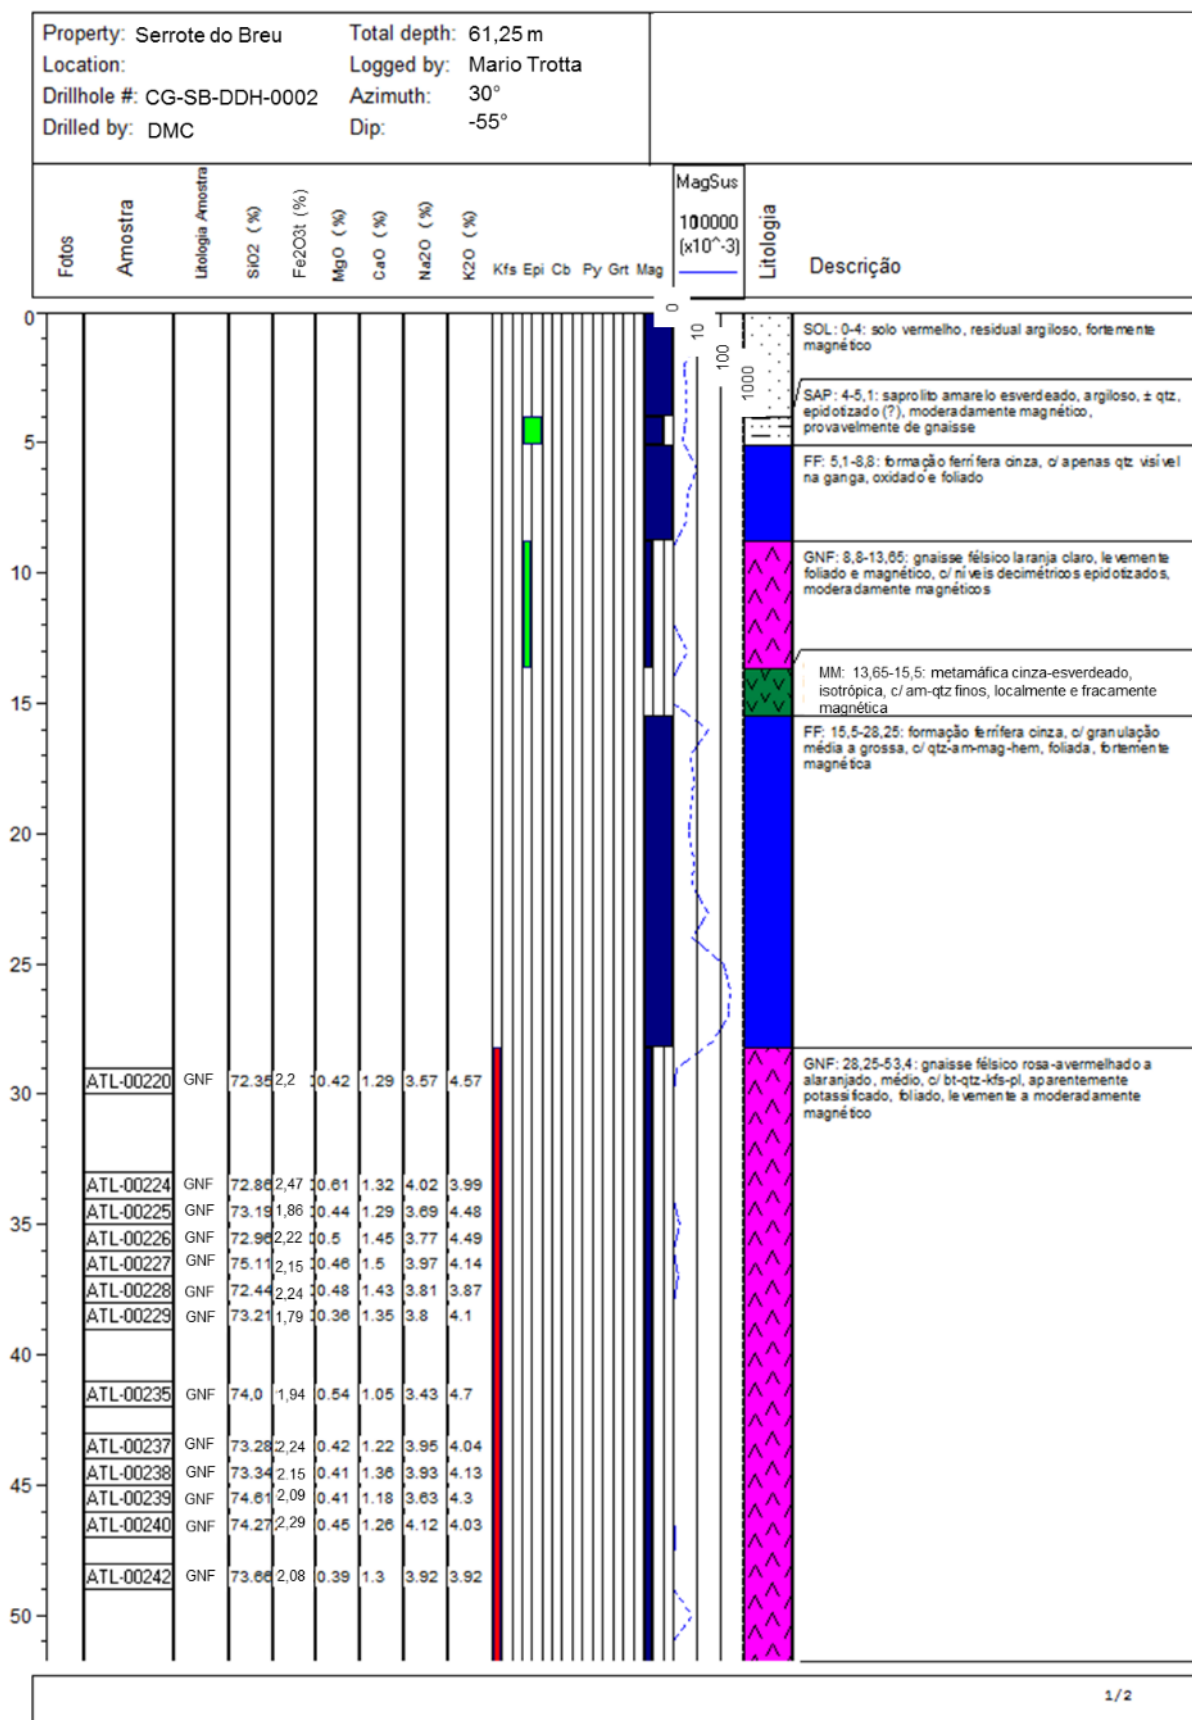 Property: Serrote do Breu Total depth: 61,25 m
Location: Logged by: Mario Trotta
Drillhole #: CG-SB-DDH-0002 Azimuth: 30°
Drilled by: DMC Dip: -55°
Fotos Amostra Litologia Amostra SiO2 (%) Fe2O3t (%) MgO (%) CaO (%) Na2O (%) K2O (%) Kfs Epi Cb Py Grt Mag
MagSus
(x10^-3)
Litologia
Descrição
0 10 100 1000
0
SOL: 0-4: solo vermelho, residual argiloso, fortemente
magnético
SAP: 4-5,1: saprolito amarelo esverdeado, argiloso, ± qtz,
epidotizado (?), moderadamente magnético,
provavelmente de gnaisse
5
FF: 5,1-8,8: formação ferrífera cinza, c/ apenas qtz visível
na ganga, oxidado e foliado
GNF: 8,8-13,65: gnaisse félsico laranja claro, levemente
foliado e magnético, c/ níveis decimétricos epidotizados,
moderadamente magnéticos
10
MM: 13,65-15,5: metamáfica cinza-esverdeado,
isotrópica, c/ am-qtz finos, localmente e fracamente
magnética
15
FF: 15,5-28,25: formação ferrífera cinza, c/ granulação
média a grossa, c/ qtz-am-mag-hem, foliada, fortemente
magnética
20
25
GNF: 28,25-53,4: gnaisse félsico rosa-avermelhado a
alaranjado, médio, c/ bt-qtz-kfs-pl, aparentemente
potassificado, foliado, levemente a moderadamente
magnético
ATL-00220 GNF 72.35 2,2 0.42 1.29 3.57 4.57
30
ATL-00224 GNF 72.86 2,47 0.61 1.32 4.02 3.99
ATL-00225 GNF 73.19 1,86 0.44 1.29 3.69 4.48
35
ATL-00226 GNF 72.96 2,22 0.5 1.45 3.77 4.49
ATL-00227 GNF 75.11 2,15 0.46 1.5 3.97 4.14
ATL-00228 GNF 72.44 2,24 0.48 1.43 3.81 3.87
ATL-00229 GNF 73.21 1,79 0.36 1.35 3.8 4.1
40
ATL-00235 GNF 74,0 1,94 0.54 1.05 3.43 4.7
ATL-00237 GNF 73.28 2,24 0.42 1.22 3.95 4.04
ATL-00238 GNF 73.34 2.15 0.41 1.36 3.93 4.13
45
ATL-00239 GNF 74.61 2,09 0.41 1.18 3.63 4.3
ATL-00240 GNF 74.27 2,29 0.45 1.26 4.12 4.03
ATL-00242 GNF 73.66 2,08 0.39 1.3 3.92 3.92
50
1/2